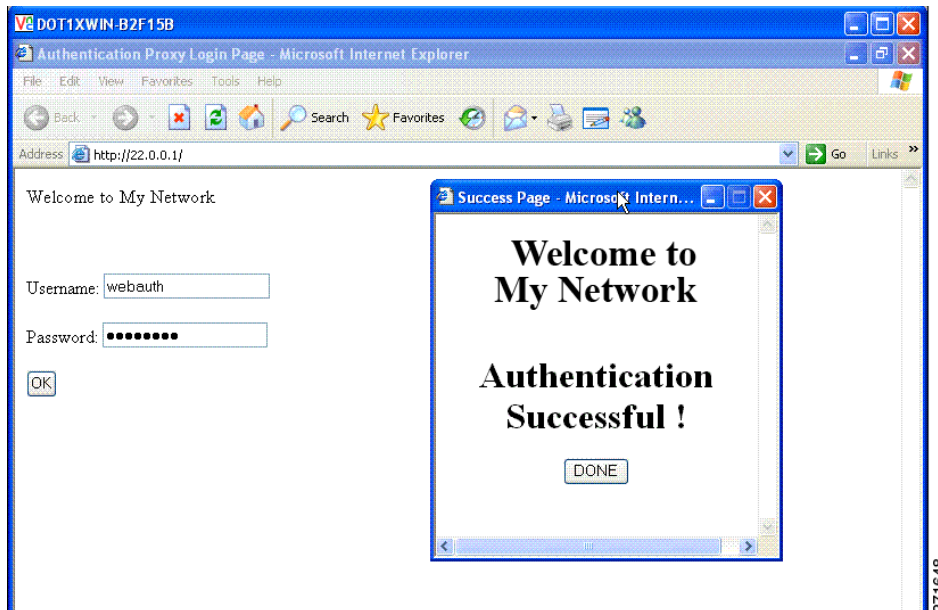 DOT1XWIN-B2F15B
Authentication Proxy Login Page - Microsoft Internet Explorer
File Edit View Favorites Tools Help
Back Search Favorites
Address http://22.0.0.1/ Go Links »
Welcome to My Network
Username: webauth
Password: ●●●●●●●●
OK
Success Page - Microsoft Intern...
Welcome to
My Network
Authentication
Successful !
DONE